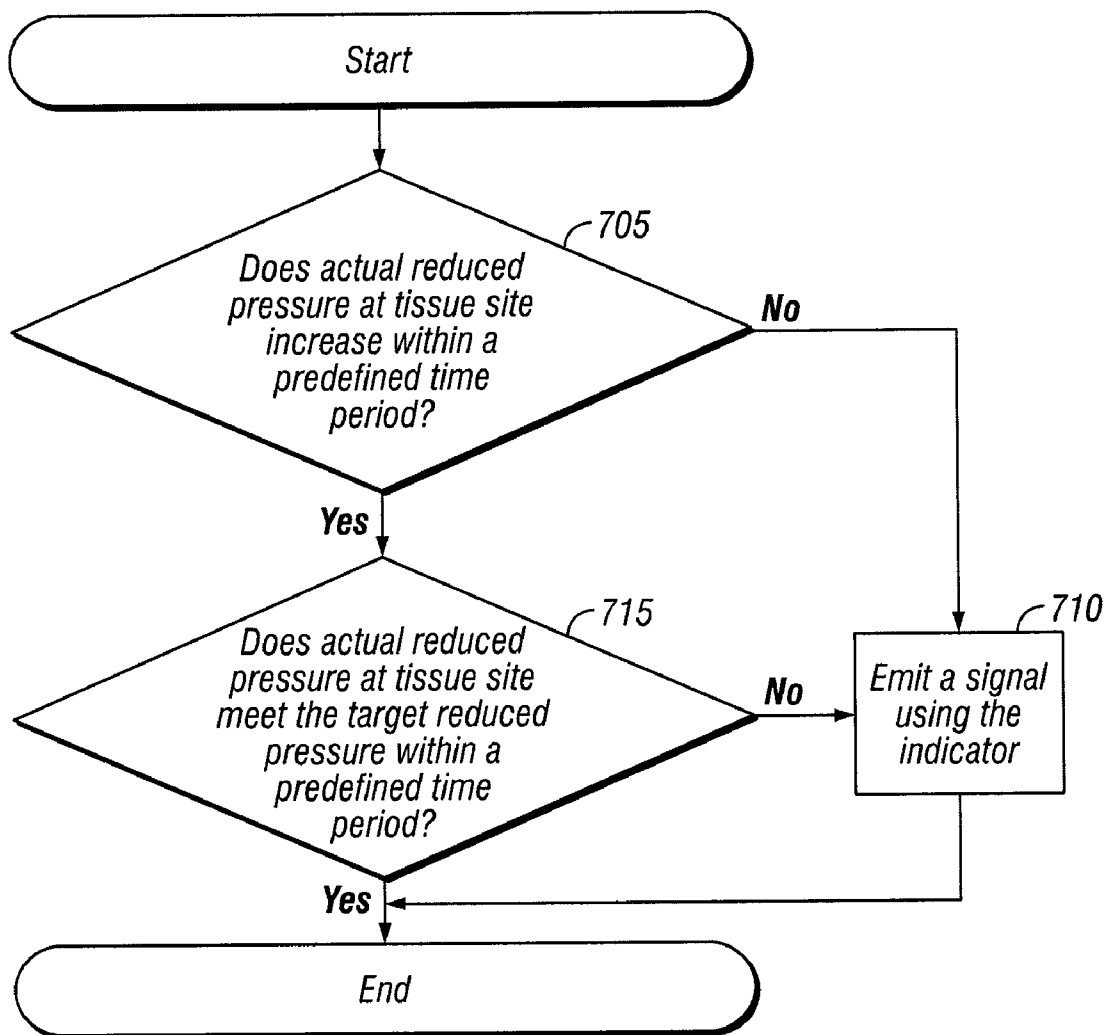 Start
705
Does actual reduced
pressure at tissue site
increase within a
predefined time
period?
No
Yes
715
Does actual reduced
pressure at tissue site
meet the target reduced
pressure within a
predefined time
period?
No
710
Emit a signal
using the
indicator
Yes
End